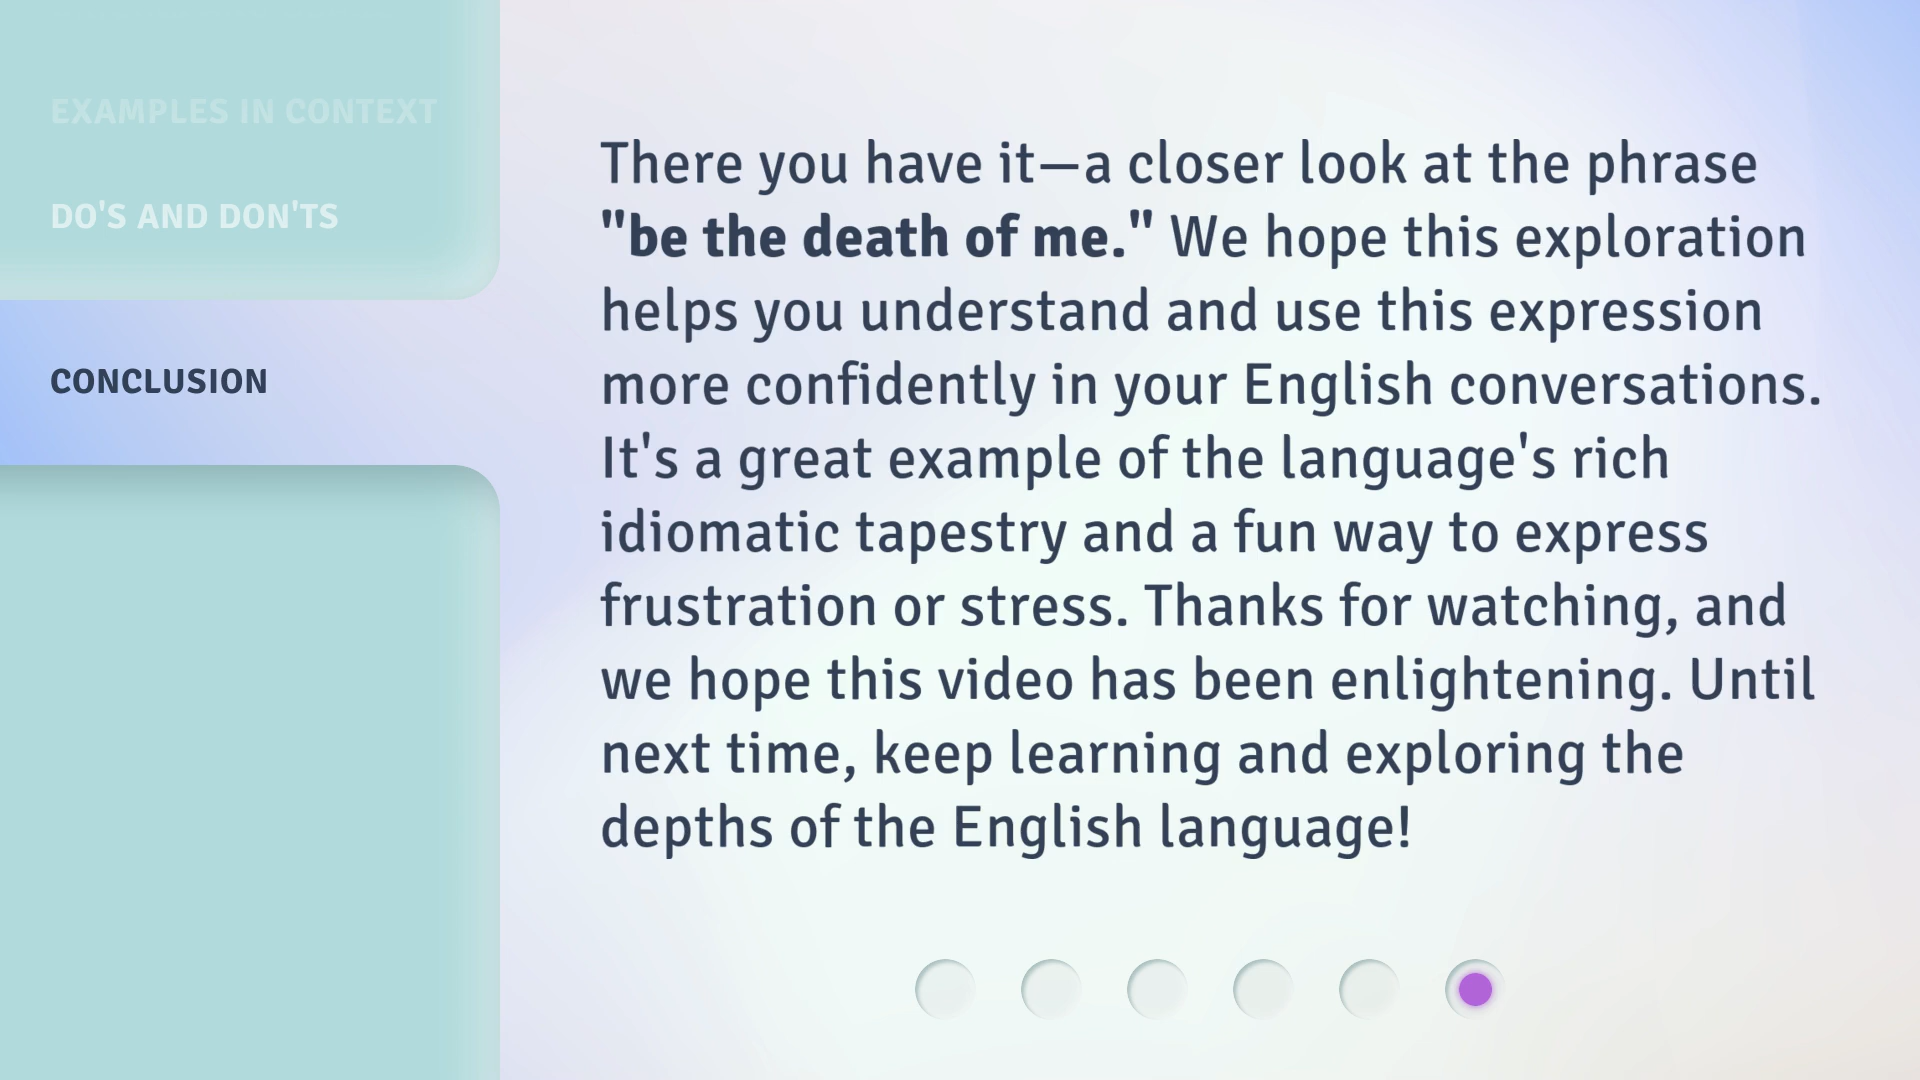 EXAMPLES IN CONTEXT
DO'S AND DON'TS
CONCLUSION
There you have it—a closer look at the phrase
"be the death of me." We hope this exploration
helps you understand and use this expression
more confidently in your English conversations.
It's a great example of the language's rich
idiomatic tapestry and a fun way to express
frustration or stress. Thanks for watching, and
we hope this video has been enlightening. Until
next time, keep learning and exploring the
depths of the English language!